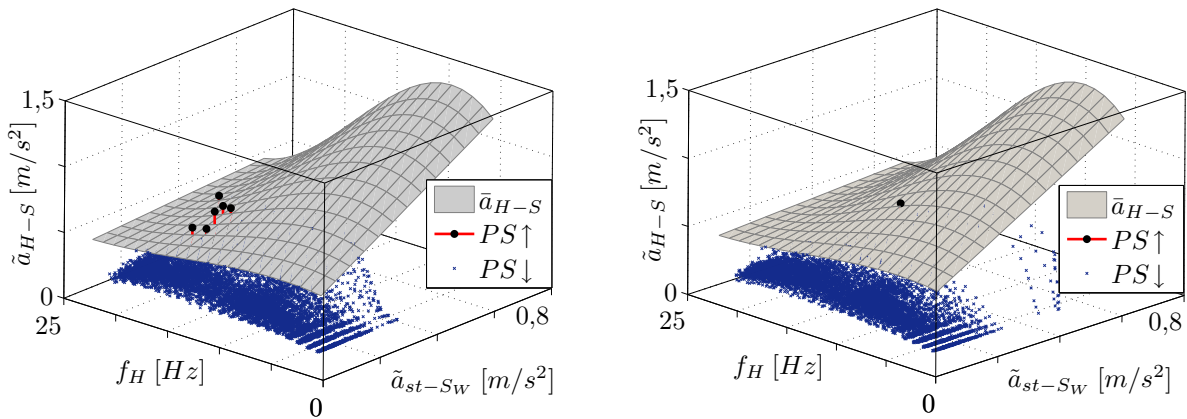 1,5
ã_{H−S} [m/s²]
0
25
f_H [Hz]
0
ã_{st−S_W} [m/s²]
0,8
ā_{H−S}
PS↑
PS↓
1,5
ã_{H−S} [m/s²]
0
25
f_H [Hz]
0
ã_{st−S_W} [m/s²]
0,8
ā_{H−S}
PS↑
PS↓